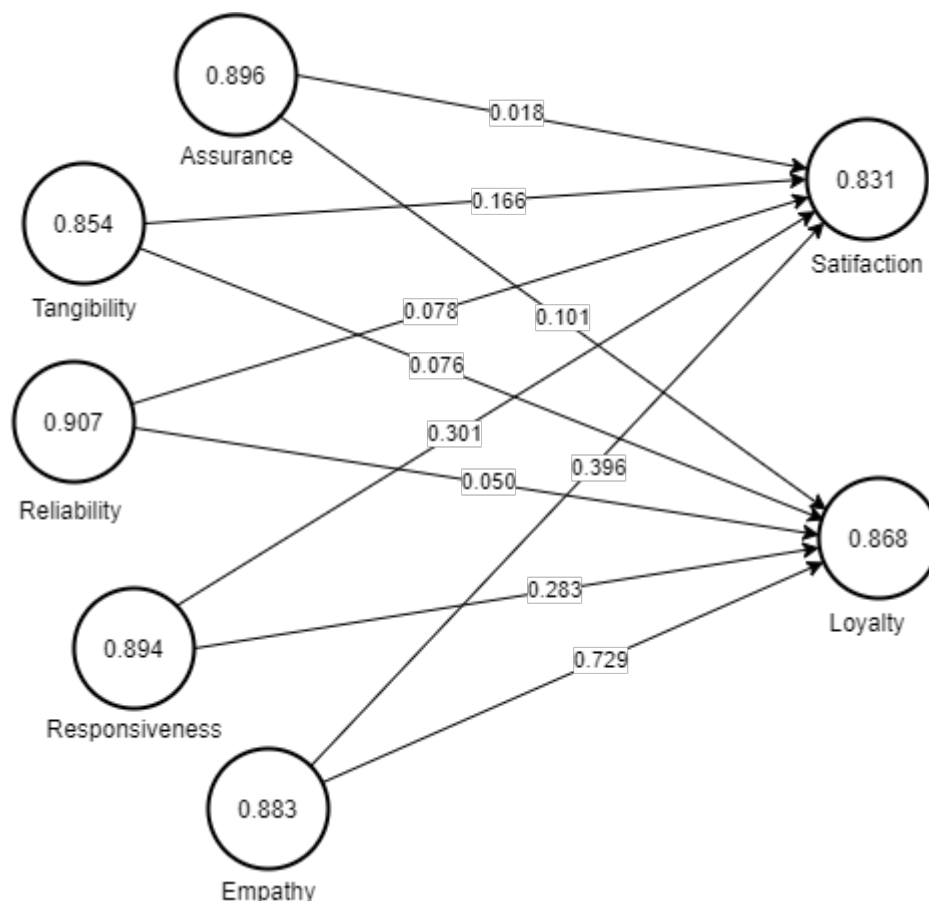 0.896
Assurance
0.018
0.831
Satifaction
0.854
Tangibility
0.166
0.078
0.101
0.076
0.907
Reliability
0.301
0.396
0.050
0.868
Loyalty
0.283
0.894
Responsiveness
0.729
0.883
Empathy